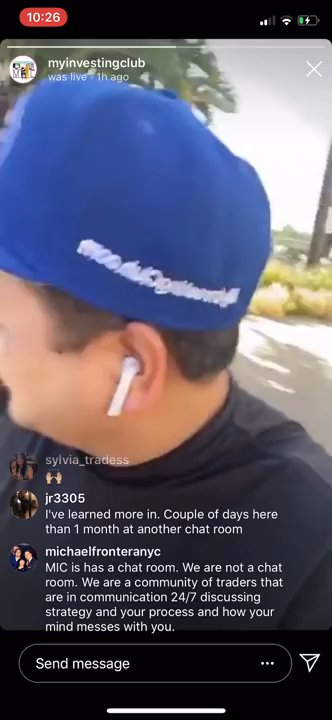 10:26
myinvestingclub
was live · 1h ago
sylvia_tradess
🙌🏼
jr3305
I've learned more in. Couple of days here
than 1 month at another chat room
michaelfronteranyc
MIC is has a chat room. We are not a chat
room. We are a community of traders that
are in communication 24/7 discussing
strategy and your process and how your
mind messes with you.
Send message